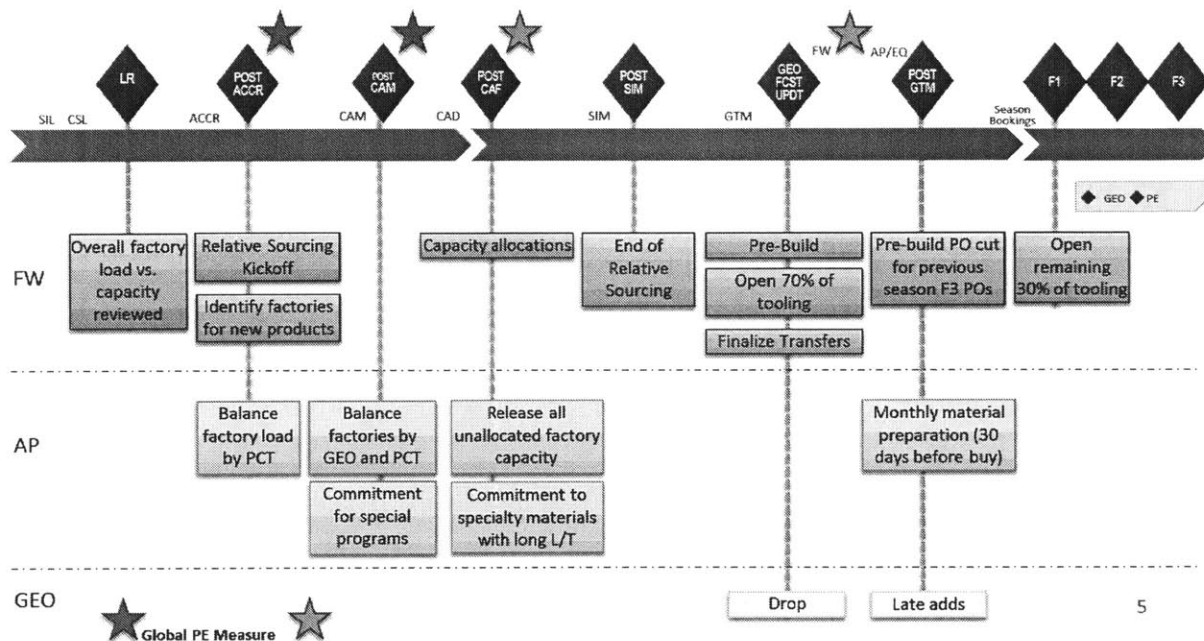 LR
POST
ACCR
POST
CAM
POST
CAF
POST
SIM
GEO
FCST
UPDT
FW
AP/EQ
POST
GTM
F1
F2
F3
SIL CSL ACCR CAM CAD SIM GTM
Season
Bookings
GEO PE
FW
Overall factory
load vs.
capacity
reviewed
Relative Sourcing
Kickoff
Identify factories
for new products
Capacity allocations
End of
Relative
Sourcing
Pre-Build
Open 70% of
tooling
Finalize Transfers
Pre-build PO cut
for previous
season F3 POs
Open
remaining
30% of tooling
AP
Balance
factory load
by PCT
Balance
factories by
GEO and PCT
Commitment
for special
programs
Release all
unallocated factory
capacity
Commitment to
specialty materials
with long L/T
Monthly material
preparation (30
days before buy)
GEO
Drop
Late adds
5
Global PE Measure